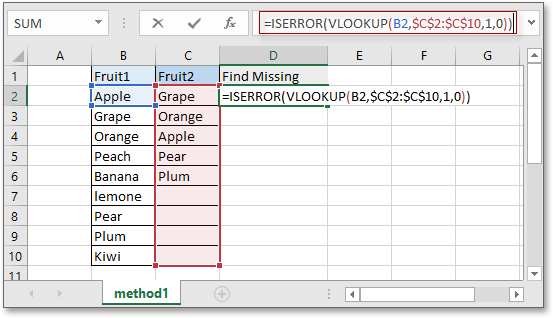 SUM fx =ISERROR(VLOOKUP(B2,$C$2:$C$10,1,0))
A B C D E F G
1 Fruit1 Fruit2 Find Missing
2 Apple Grape =ISERROR(VLOOKUP(B2,$C$2:$C$10,1,0))
3 Grape Orange
4 Orange Apple
5 Peach Pear
6 Banana Plum
7 lemone
8 Pear
9 Plum
10 Kiwi
11
method1